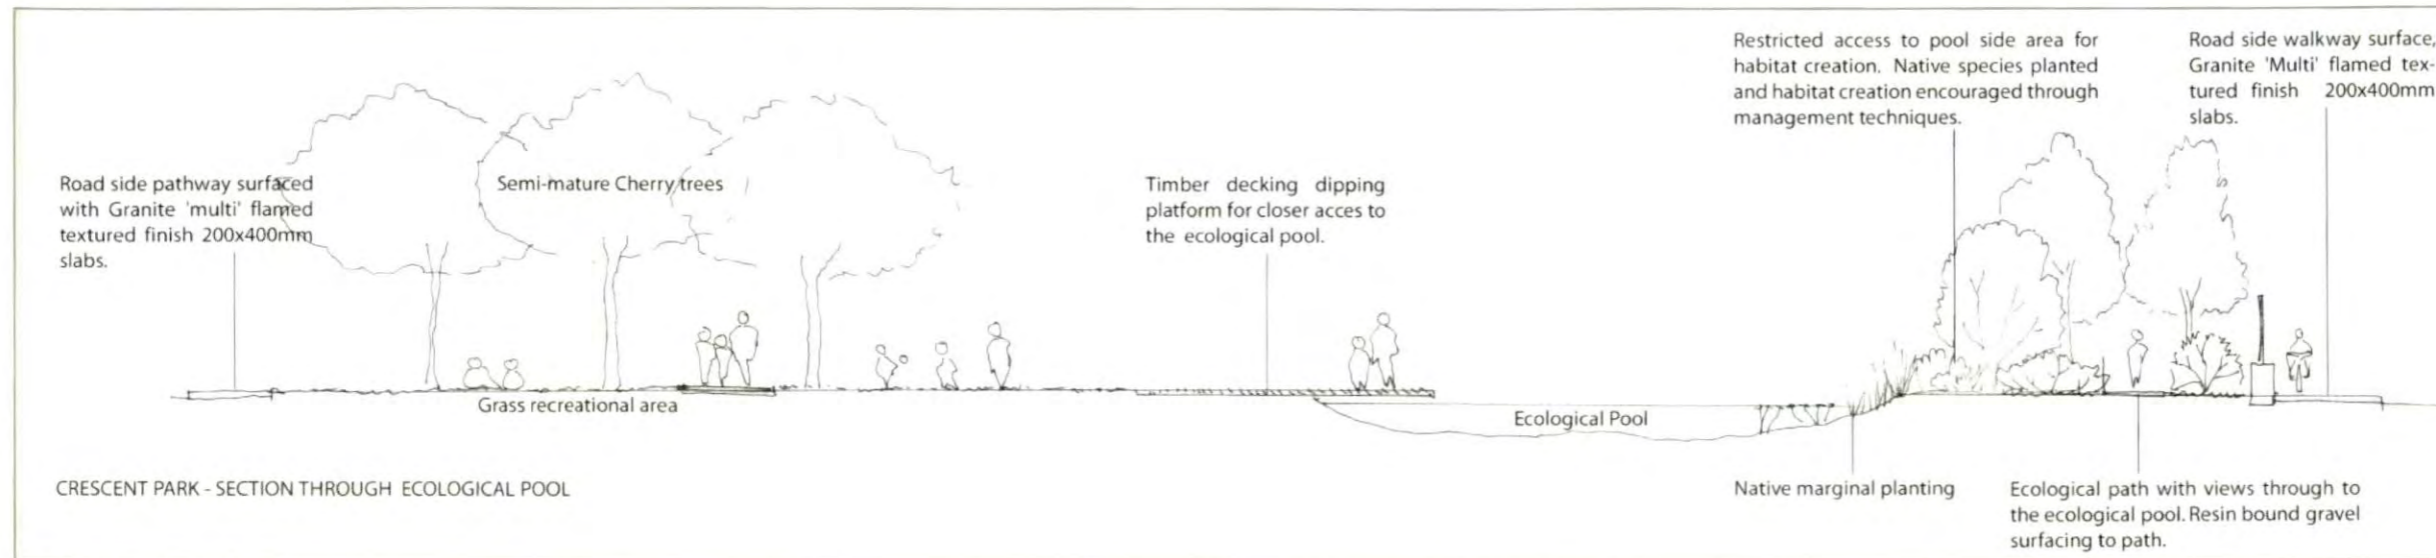 Road side pathway surfaced
with Granite 'multi' flamed
textured finish 200x400mm
slabs.
Semi-mature Cherry trees
Timber decking dipping
platform for closer acces to
the ecological pool.
Restricted access to pool side area for
habitat creation. Native species planted
and habitat creation encouraged through
management techniques.
Road side walkway surface,
Granite 'Multi' flamed tex-
tured finish 200x400mm
slabs.
Grass recreational area
Ecological Pool
CRESCENT PARK - SECTION THROUGH ECOLOGICAL POOL
Native marginal planting
Ecological path with views through to
the ecological pool. Resin bound gravel
surfacing to path.